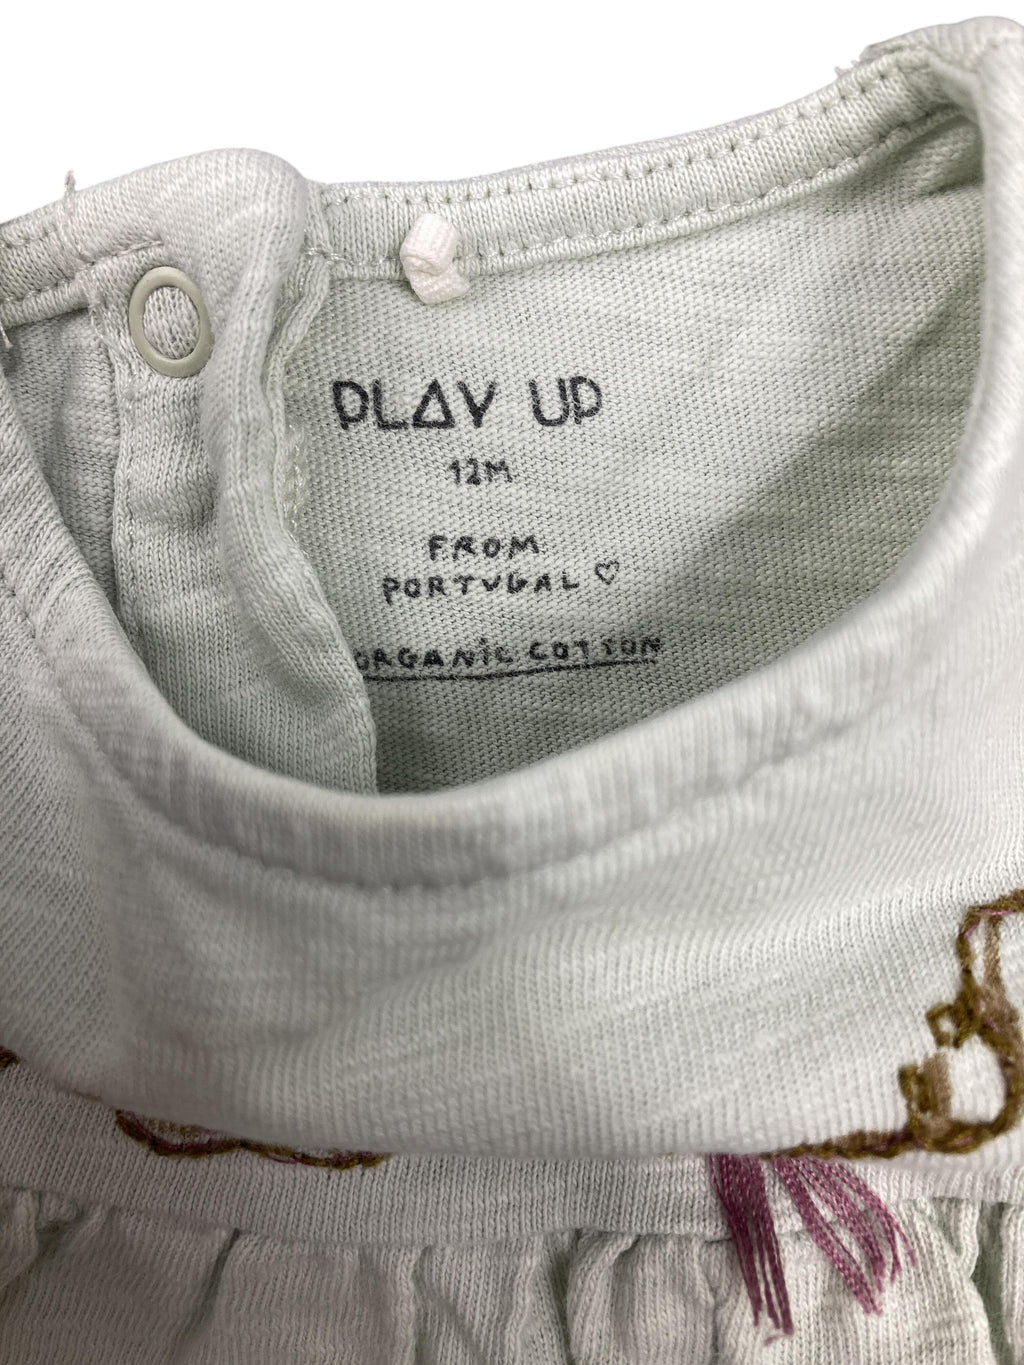 PLAY UP
12M
FROM
PORTUGAL ♡
ORGANIC COTTON